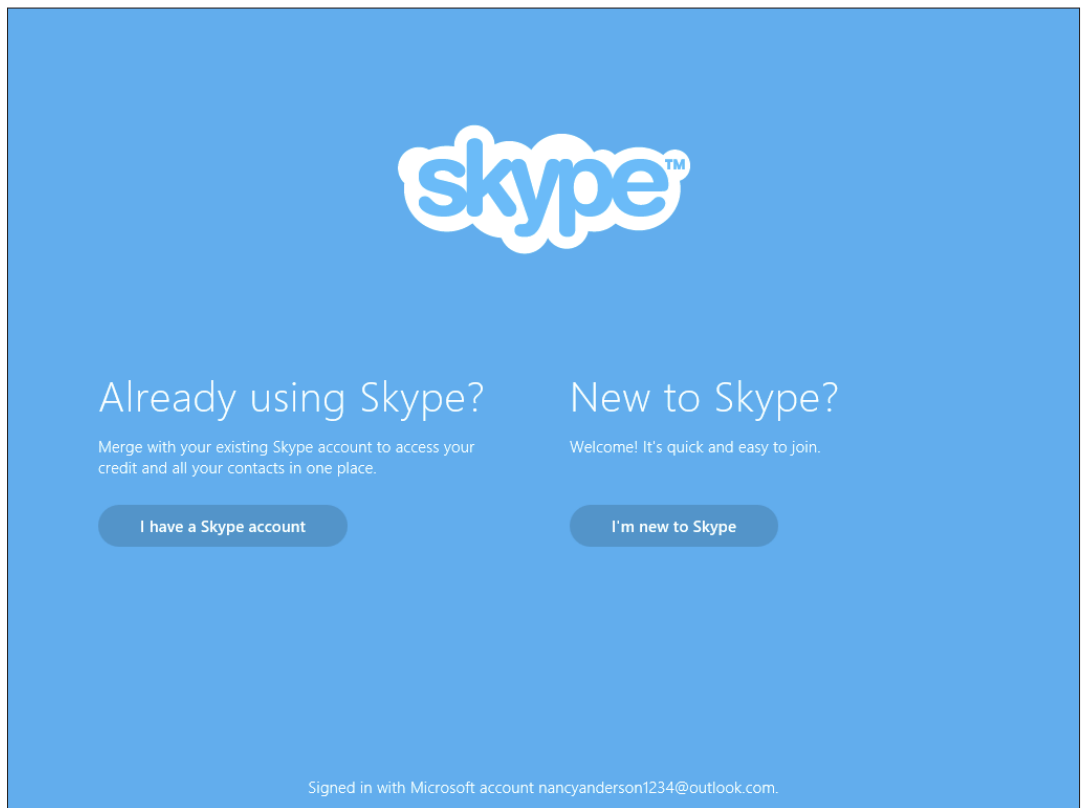 skype™
Already using Skype?
Merge with your existing Skype account to access your
credit and all your contacts in one place.
I have a Skype account
New to Skype?
Welcome! It's quick and easy to join.
I'm new to Skype
Signed in with Microsoft account nancyanderson1234@outlook.com.